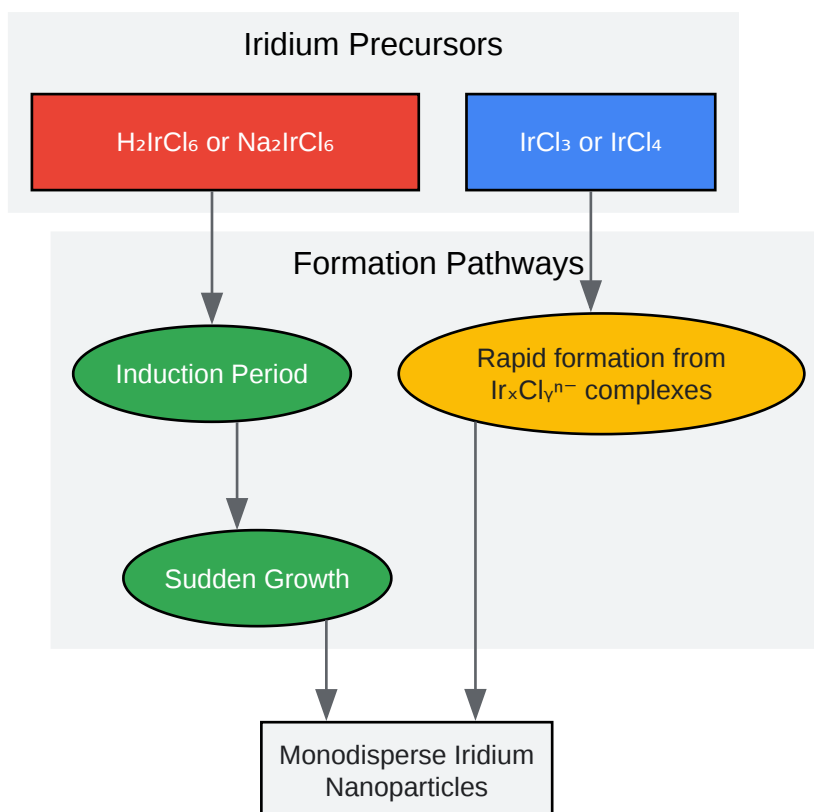 Iridium Precursors
H₂IrCl₆ or Na₂IrCl₆
IrCl₃ or IrCl₄
Formation Pathways
Induction Period
Rapid formation from
IrₓClᵧⁿ⁻ complexes
Sudden Growth
Monodisperse Iridium
Nanoparticles